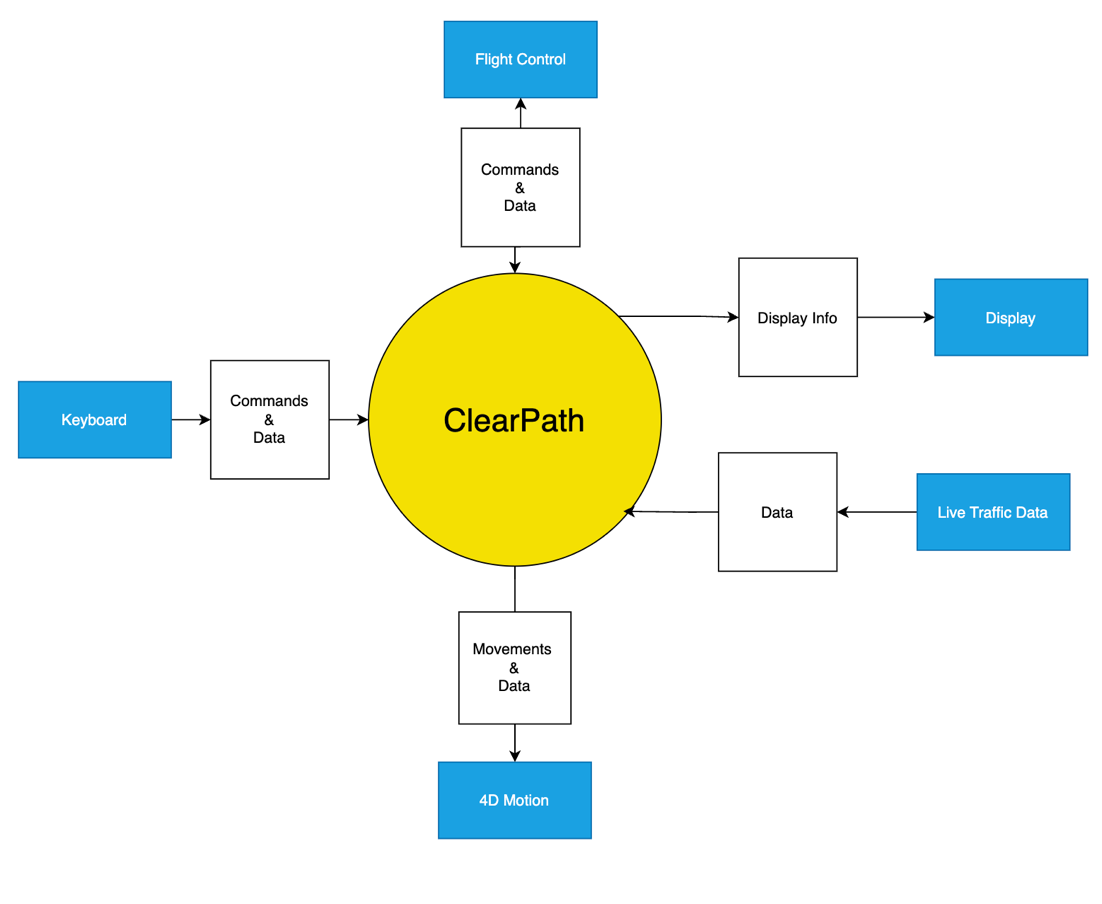 Flight Control
Commands
&
Data
Display Info
Display
Keyboard
Commands
&
Data
ClearPath
Data
Live Traffic Data
Movements
&
Data
4D Motion